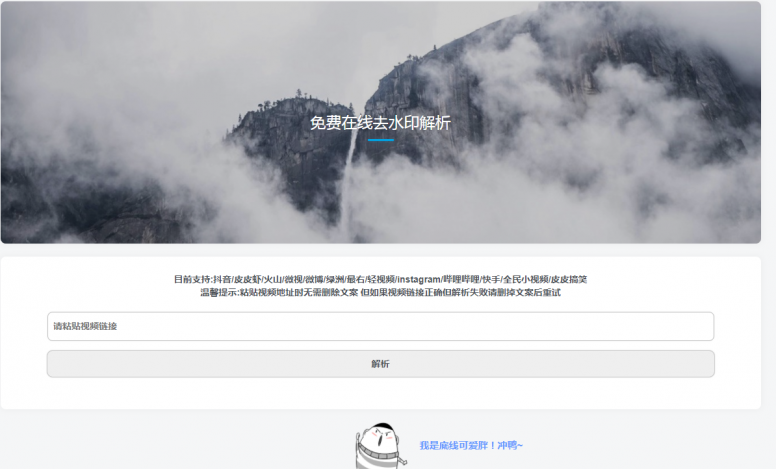 免费在线去水印解析
目前支持:抖音/皮皮虾/火山/微视/微博/绿洲/最右/轻视频/instagram/哔哩哔哩/快手/全民小视频/皮皮搞笑
温馨提示:粘贴视频地址时无需删除文案 但如果视频链接正确但解析失败请删掉文案后重试
请粘贴视频链接
解析
我是底线可爱胖！冲鸭~